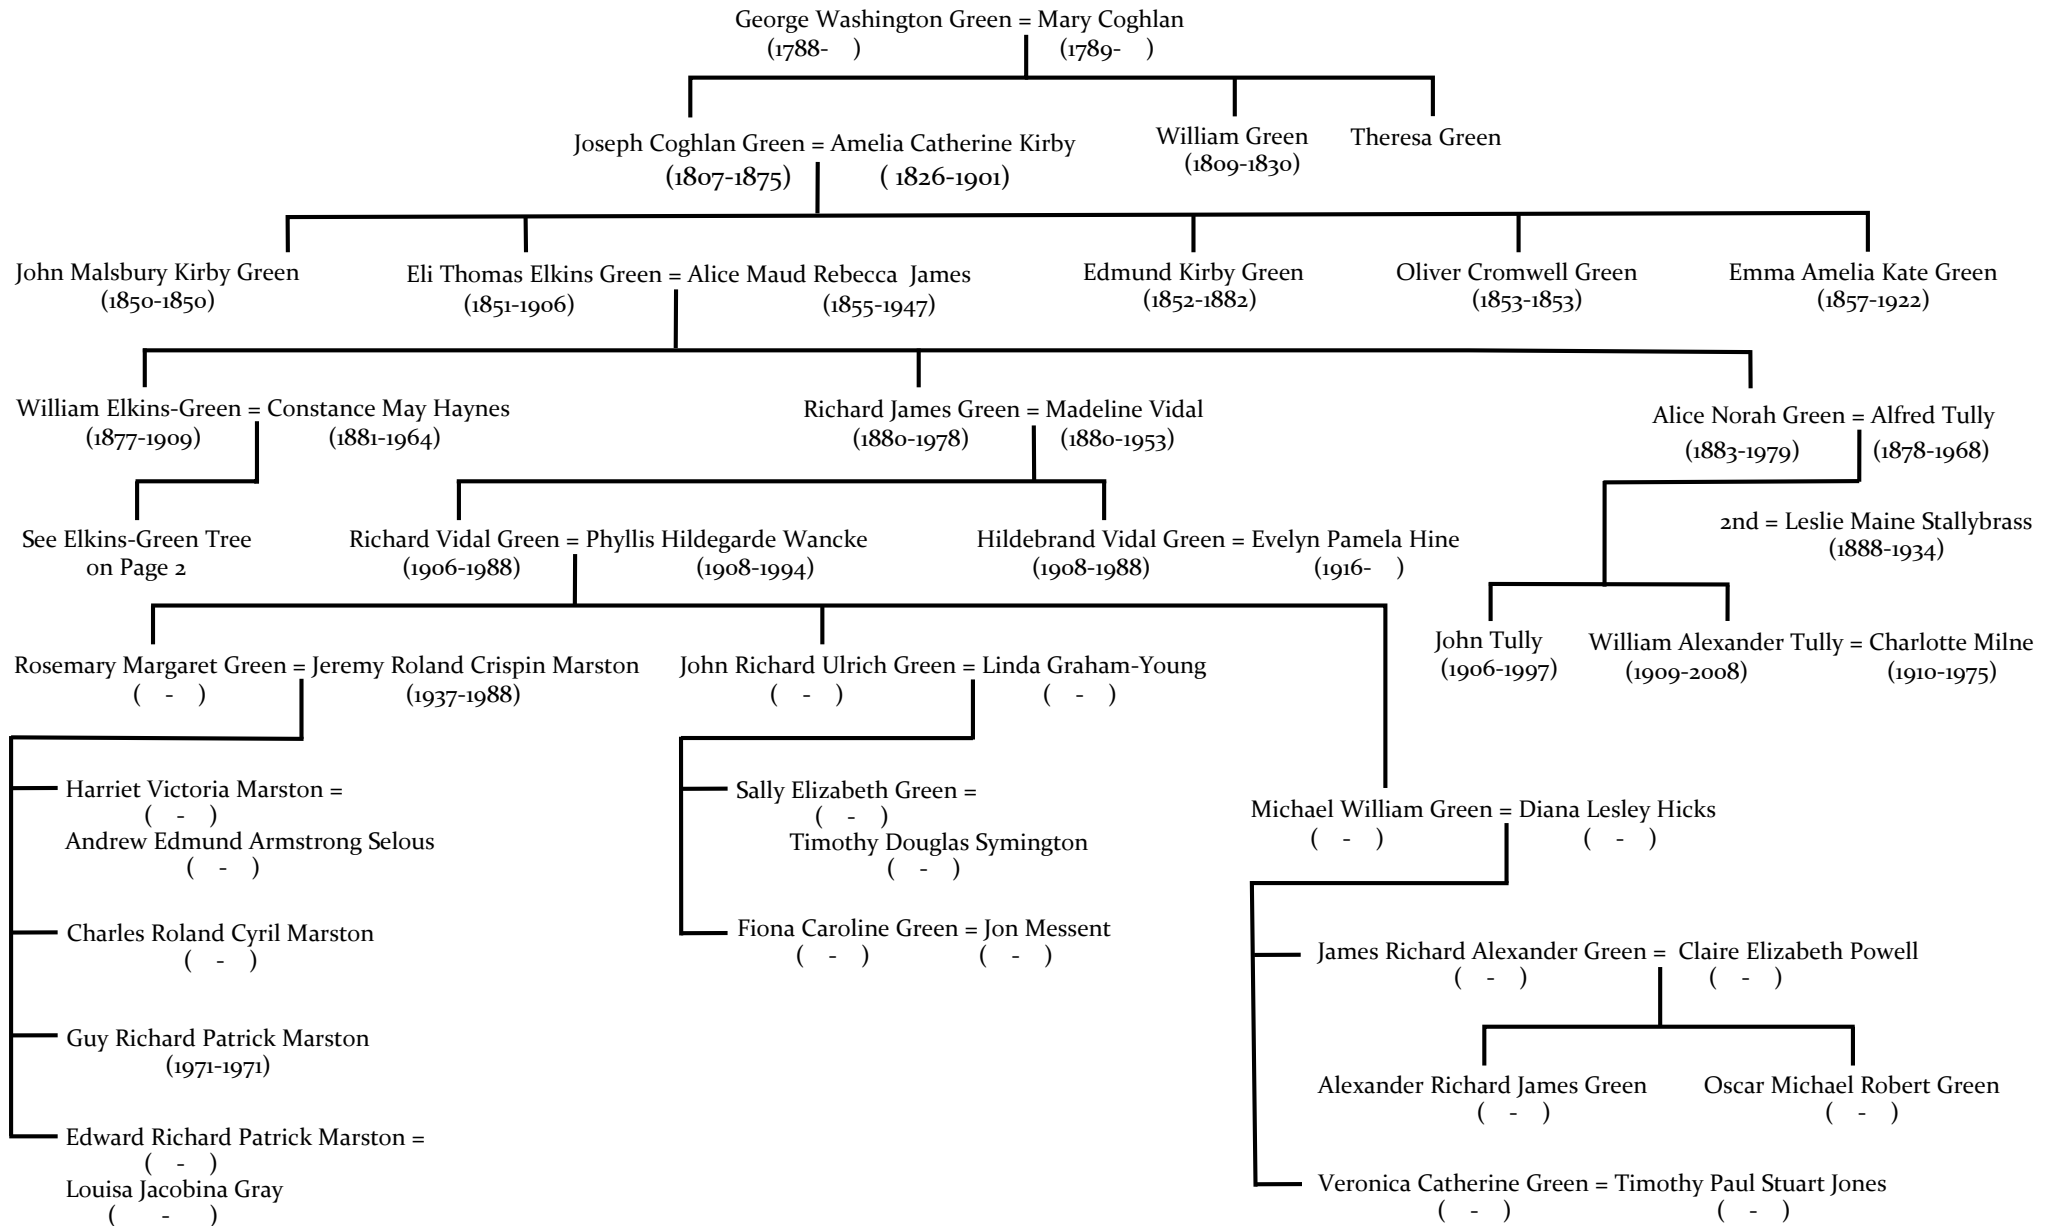 George Washington Green = Mary Coghlan
(1788-    )    (1789-    )
Joseph Coghlan Green = Amelia Catherine Kirby
(1807-1875)    ( 1826-1901)
William Green
(1809-1830)
Theresa Green
John Malsbury Kirby Green
(1850-1850)
Eli Thomas Elkins Green = Alice Maud Rebecca  James
(1851-1906)    (1855-1947)
Edmund Kirby Green
(1852-1882)
Oliver Cromwell Green
(1853-1853)
Emma Amelia Kate Green
(1857-1922)
William Elkins-Green = Constance May Haynes
(1877-1909)    (1881-1964)
Richard James Green = Madeline Vidal
(1880-1978)    (1880-1953)
Alice Norah Green = Alfred Tully
(1883-1979)    (1878-1968)
See Elkins-Green Tree
on Page 2
Richard Vidal Green = Phyllis Hildegarde Wancke
(1906-1988)    (1908-1994)
Hildebrand Vidal Green = Evelyn Pamela Hine
(1908-1988)    (1916-    )
2nd = Leslie Maine Stallybrass
(1888-1934)
John Tully
(1906-1997)
William Alexander Tully = Charlotte Milne
(1909-2008)    (1910-1975)
Rosemary Margaret Green = Jeremy Roland Crispin Marston
(    -    )    (1937-1988)
John Richard Ulrich Green = Linda Graham-Young
(    -    )    (    -    )
Harriet Victoria Marston =
(    -    )
Andrew Edmund Armstrong Selous
(    -    )
Sally Elizabeth Green =
(    -    )
Timothy Douglas Symington
(    -    )
Michael William Green = Diana Lesley Hicks
(    -    )    (    -    )
Charles Roland Cyril Marston
(    -    )
Fiona Caroline Green = Jon Messent
(    -    )    (    -    )
James Richard Alexander Green =  Claire Elizabeth Powell
(    -    )    (    -    )
Guy Richard Patrick Marston
(1971-1971)
Alexander Richard James Green
(    -    )
Oscar Michael Robert Green
(    -    )
Edward Richard Patrick Marston =
(    -    )
Louisa Jacobina Gray
(    -    )
Veronica Catherine Green = Timothy Paul Stuart Jones
(    -    )    (    -    )